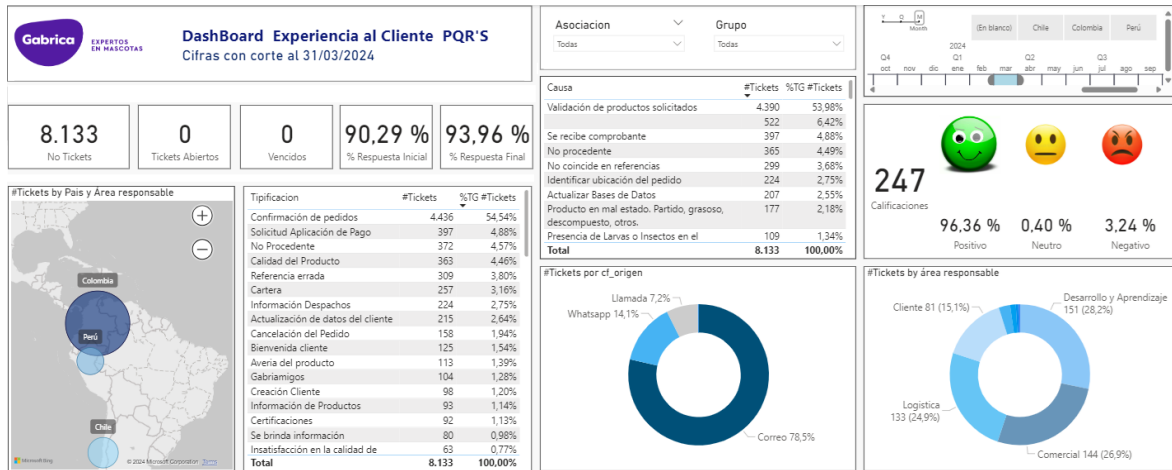 Gabrica
EXPERTOS
EN MASCOTAS
DashBoard Experiencia al Cliente PQR'S
Cifras con corte al 31/03/2024
Asociacion
Todas
Grupo
Todas
Y Q M
Month
(En blanco) Chile Colombia Perú
2024
Q4 Q1 Q2 Q3
oct nov dic ene feb mar abr may jun jul ago sep
8.133
No Tickets
0
Tickets Abiertos
0
Vencidos
90,29 %
% Respuesta Inicial
93,96 %
% Respuesta Final
Causa #Tickets %TG #Tickets
Validación de productos solicitados 4.390 53,98%
522 6,42%
Se recibe comprobante 397 4,88%
No procedente 365 4,49%
No coincide en referencias 299 3,68%
Identificar ubicación del pedido 224 2,75%
Actualizar Bases de Datos 207 2,55%
Producto en mal estado. Partido, grasoso, 177 2,18%
descompuesto, otros.
Presencia de Larvas o Insectos en el 109 1,34%
Total 8.133 100,00%
247
Calificaciones
96,36 %
Positivo
0,40 %
Neutro
3,24 %
Negativo
#Tickets by Pais y Área responsable
Colombia
Perú
Chile
Microsoft Bing
© 2024 Microsoft Corporation Terms
Tipificacion #Tickets %TG #Tickets
Confirmación de pedidos 4.436 54,54%
Solicitud Aplicación de Pago 397 4,88%
No Procedente 372 4,57%
Calidad del Producto 363 4,46%
Referencia errada 309 3,80%
Cartera 257 3,16%
Información Despachos 224 2,75%
Actualización de datos del cliente 215 2,64%
Cancelación del Pedido 158 1,94%
Bienvenida cliente 125 1,54%
Averia del producto 113 1,39%
Gabriamigos 104 1,28%
Creación Cliente 98 1,20%
Información de Productos 93 1,14%
Certificaciones 92 1,13%
Se brinda información 80 0,98%
Insatisfacción en la calidad de 63 0,77%
Total 8.133 100,00%
#Tickets por cf_origen
Llamada 7,2%
Whatsapp 14,1%
Correo 78,5%
#Tickets by área responsable
Cliente 81 (15,1%)
Desarrollo y Aprendizaje
151 (28,2%)
Logistica
133 (24,9%)
Comercial 144 (26,9%)